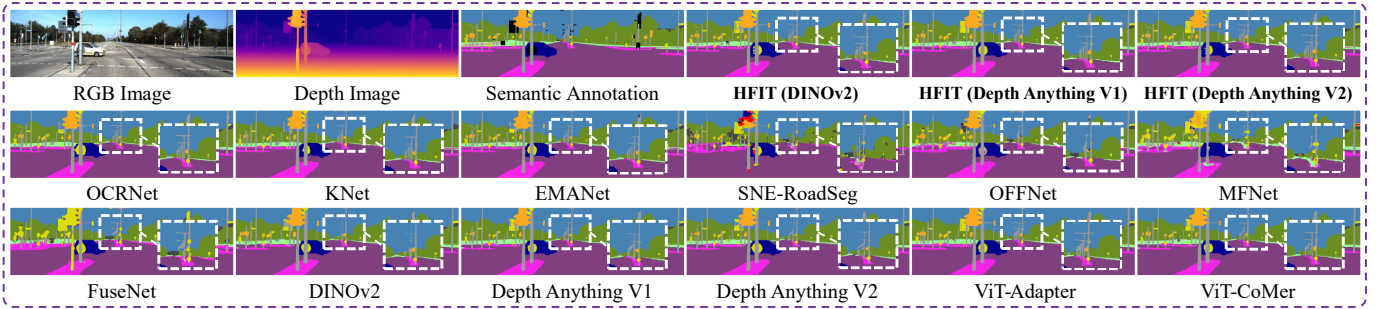 RGB Image Depth Image Semantic Annotation HFIT (DINOv2) HFIT (Depth Anything V1) HFIT (Depth Anything V2)
OCRNet KNet EMANet SNE-RoadSeg OFFNet MFNet
FuseNet DINOv2 Depth Anything V1 Depth Anything V2 ViT-Adapter ViT-CoMer